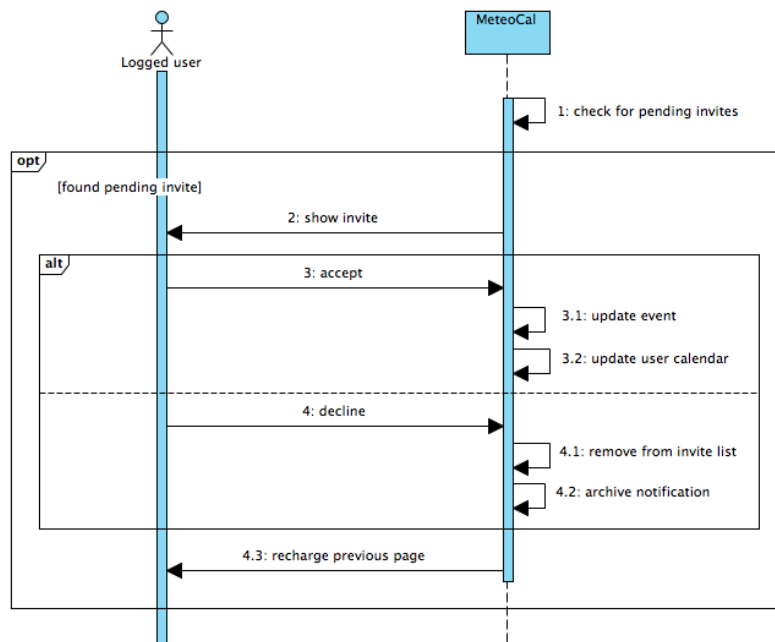 MeteoCal
Logged user
1: check for pending invites
opt
[found pending invite]
2: show invite
alt
3: accept
3.1: update event
3.2: update user calendar
4: decline
4.1: remove from invite list
4.2: archive notification
4.3: recharge previous page